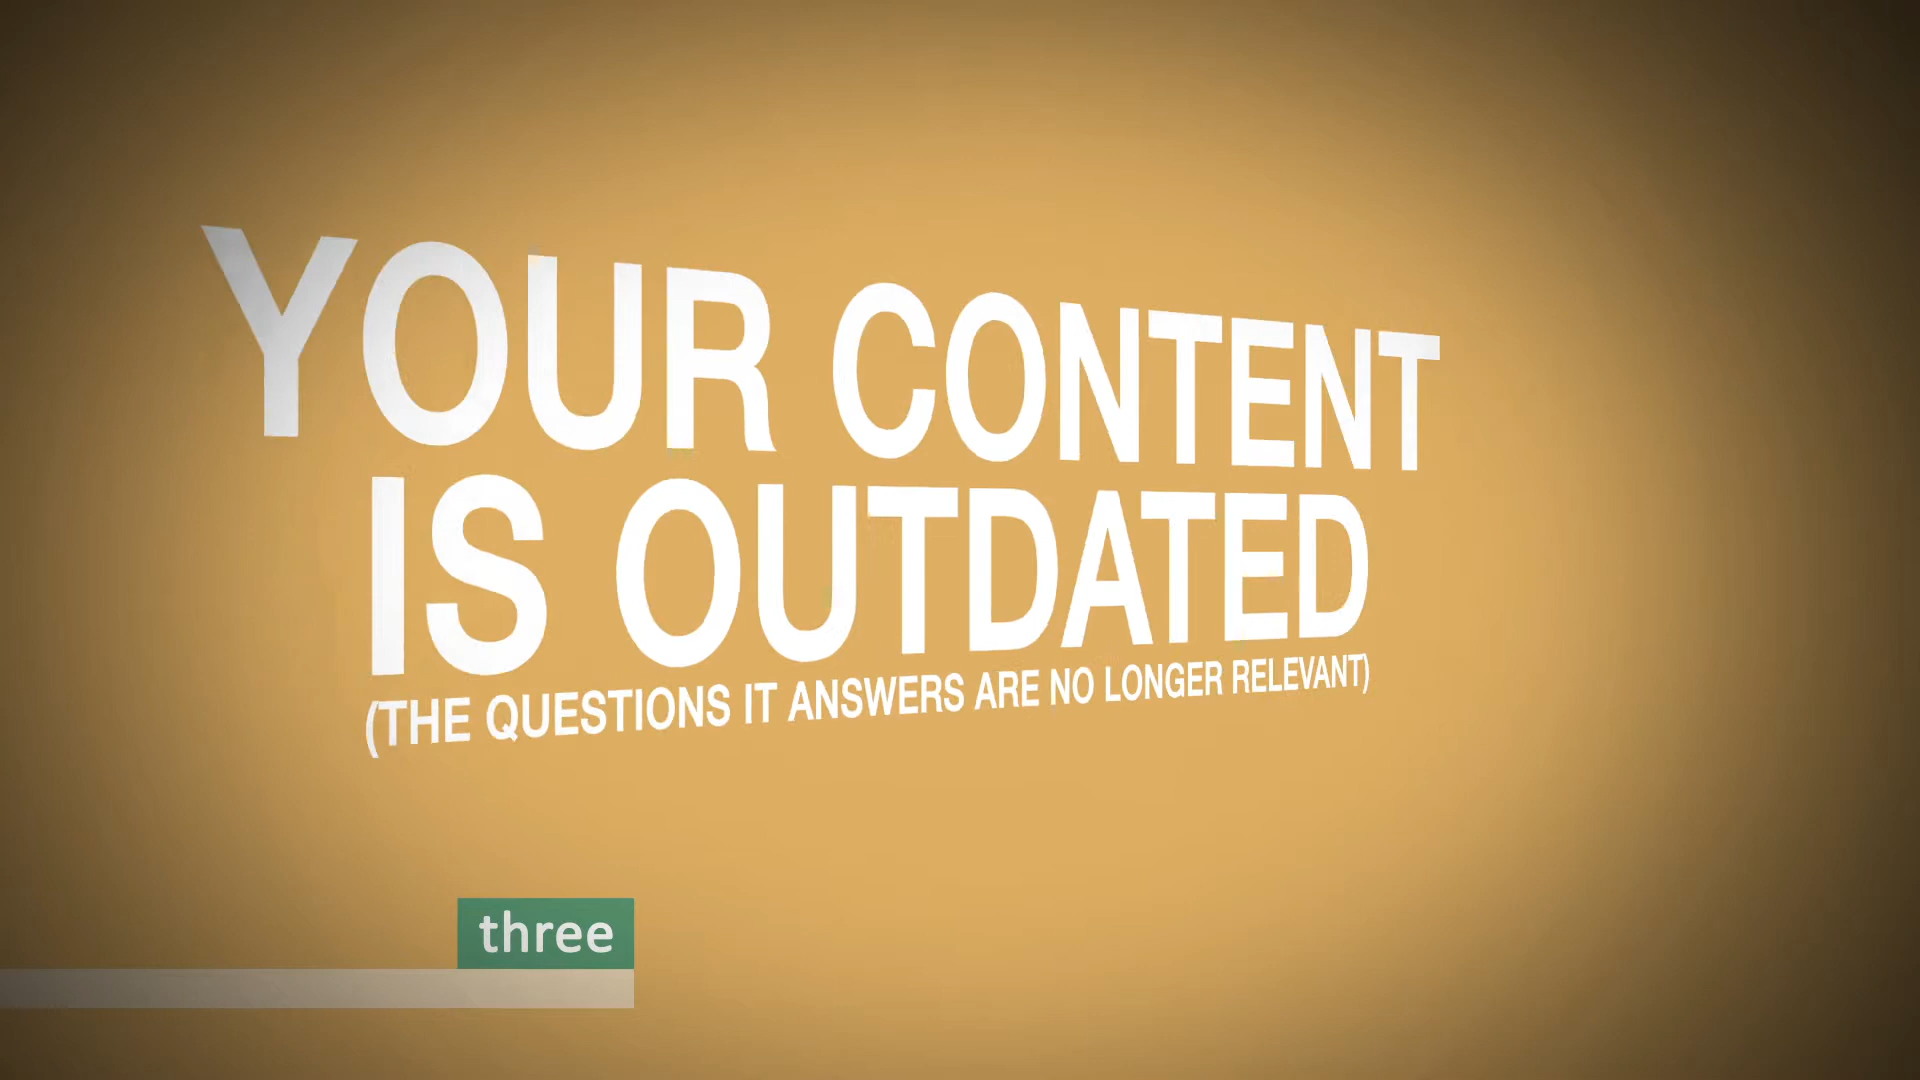 YOUR CONTENT
IS OUTDATED
(THE QUESTIONS IT ANSWERS ARE NO LONGER RELEVANT)
three